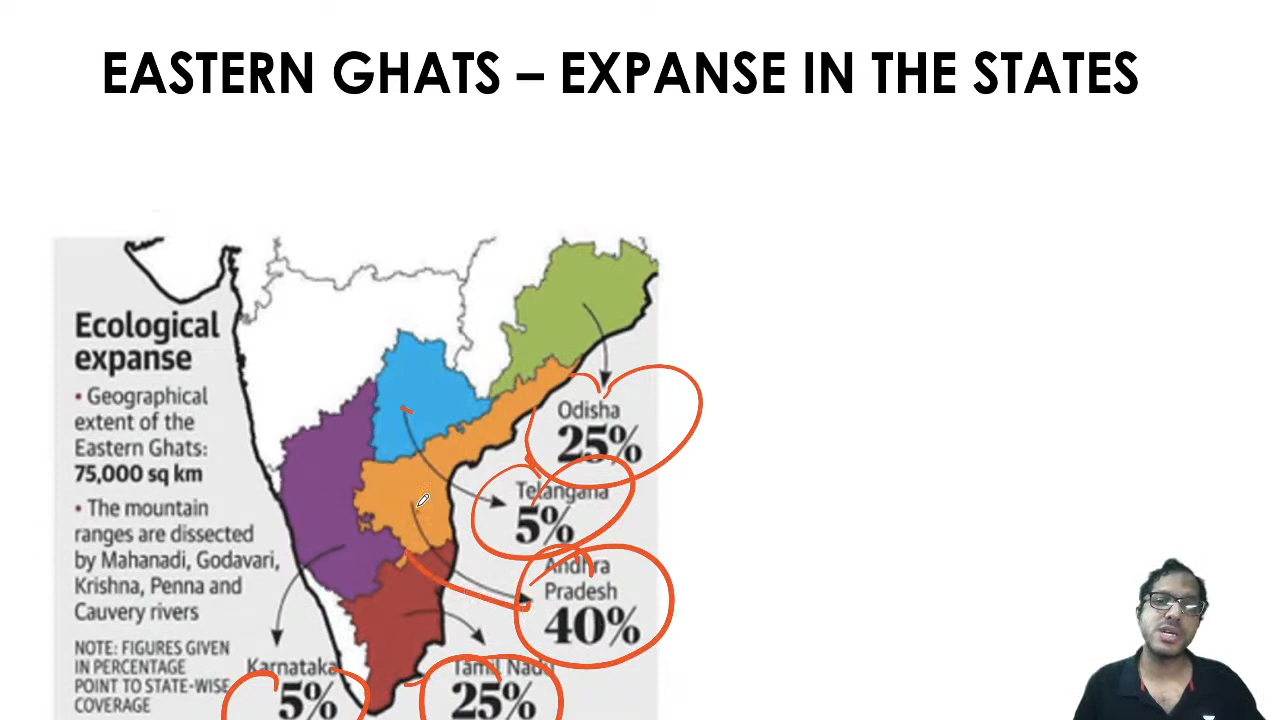 EASTERN GHATS – EXPANSE IN THE STATES
Ecological
expanse
• Geographical
extent of the
Eastern Ghats:
75,000 sq km
• The mountain
ranges are dissected
by Mahanadi, Godavari,
Krishna, Penna and
Cauvery rivers
NOTE: FIGURES GIVEN
IN PERCENTAGE
POINT TO STATE-WISE
COVERAGE
Odisha
25%
Telangana
5%
Andhra
Pradesh
40%
Karnataka
5%
Tamil Nadu
25%